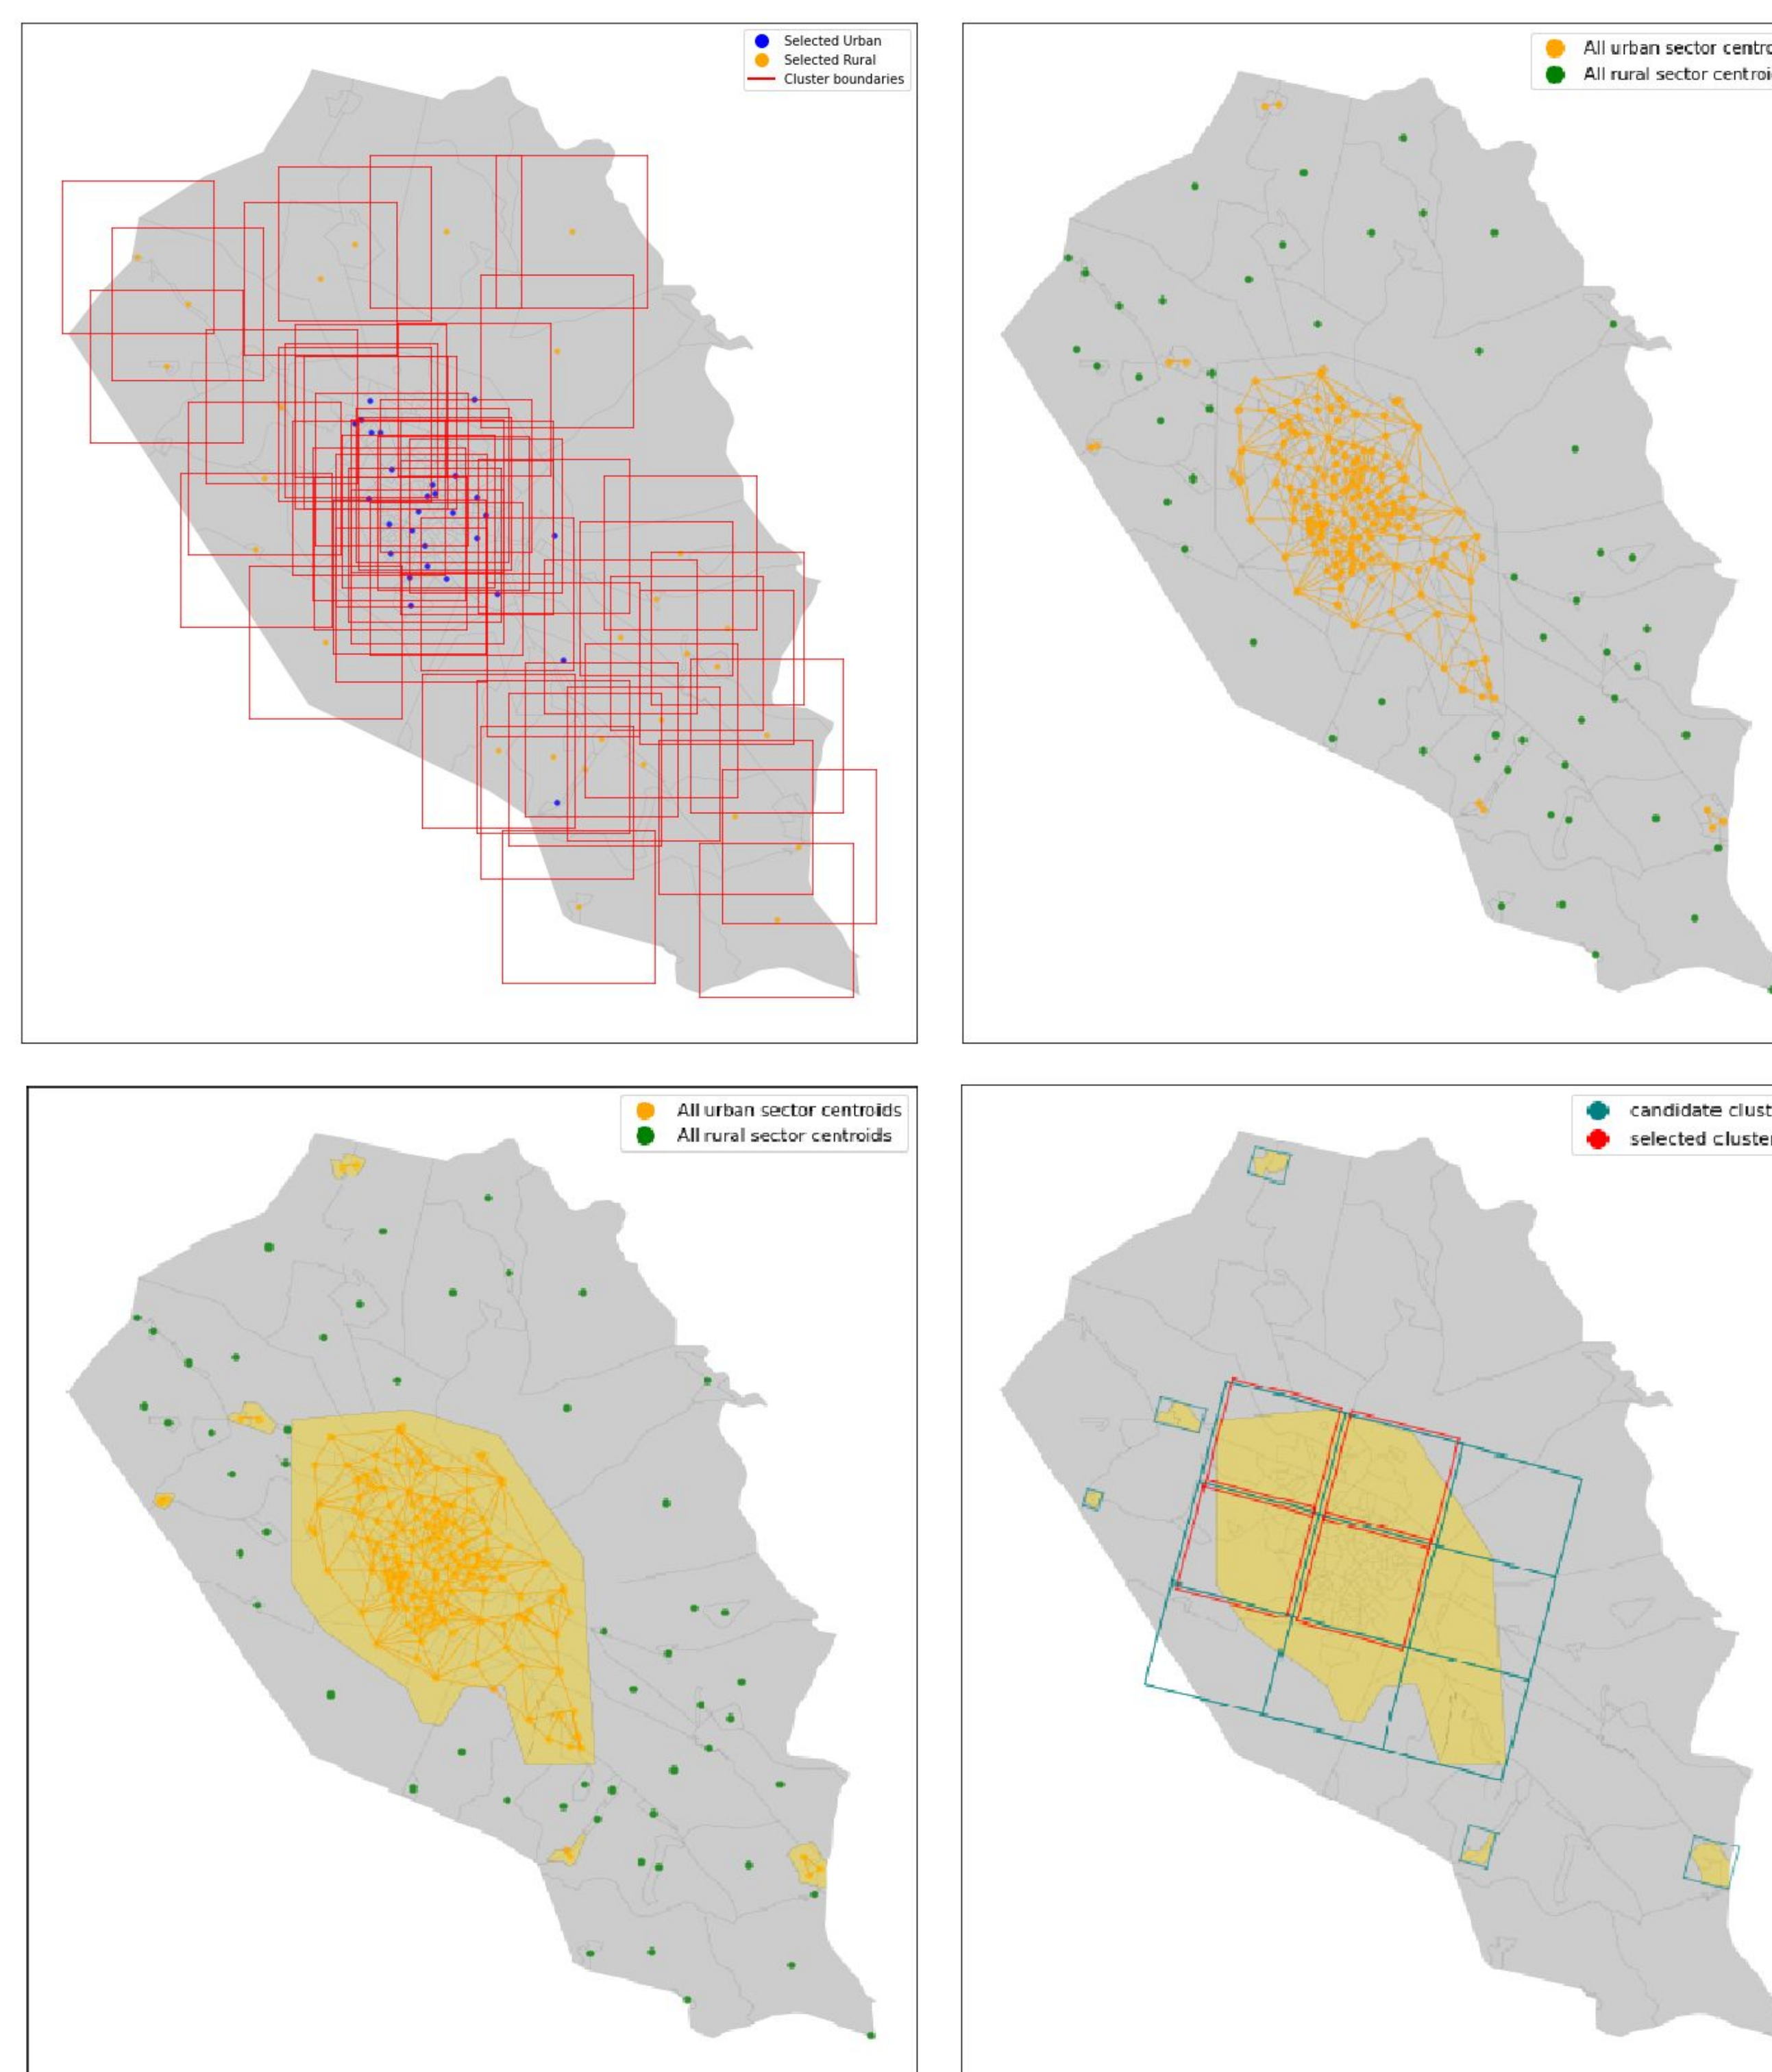 Selected Urban
Selected Rural
Cluster boundaries
All urban sector centro
All rural sector centroi
All urban sector centroids
All rural sector centroids
candidate clust
selected cluster